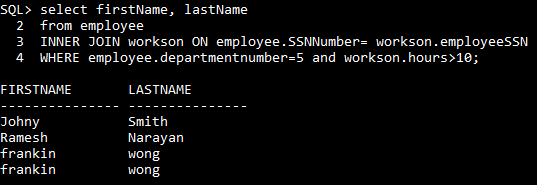 SQL> select firstName, lastName
  2  from employee
  3  INNER JOIN workson ON employee.SSNNumber= workson.employeeSSN
  4  WHERE employee.departmentnumber=5 and workson.hours>10;
FIRSTNAME       LASTNAME
--------------- ---------------
Johny           Smith
Ramesh          Narayan
frankin         wong
frankin         wong